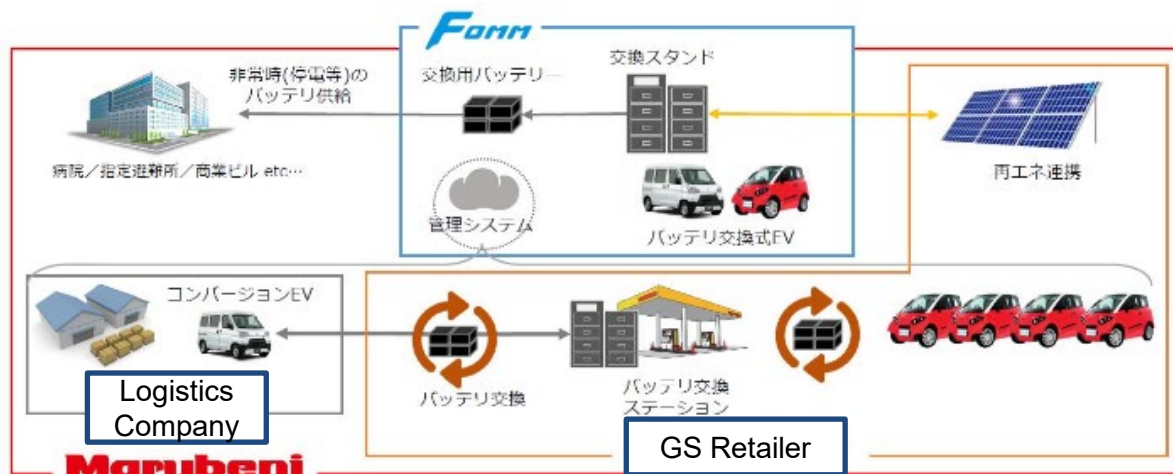 FOMM
非常時(停電等)の
バッテリ供給
交換用バッテリー
交換スタンド
病院／指定避難所／商業ビル etc…
管理システム
バッテリ交換式EV
再エネ連携
コンバージョンEV
バッテリ交換
バッテリ交換
ステーション
Logistics
Company
GS Retailer
Marubeni